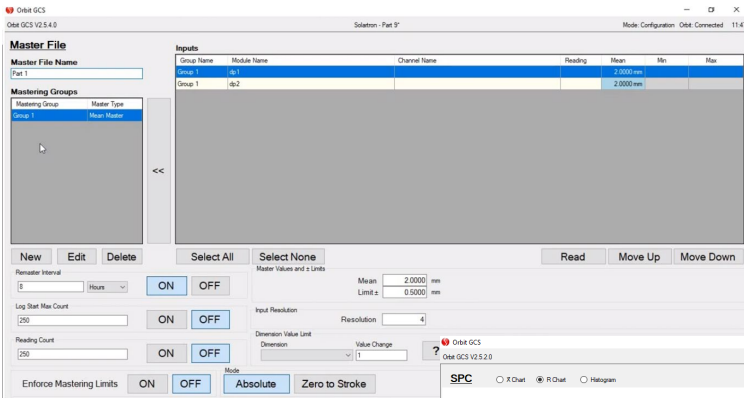 Orbit GCS
Orbit GCS V2.5.4.0 Solartron - Part 9* Mode: Configuration Orbit: Connected 11:47
Master File
Master File Name
Part 1
Mastering Groups
Mastering Group Master Type
Group 1 Mean Master
<<
Inputs
Group Name Module Name Channel Name Reading Mean Min Max
Group 1 dp1 2.0000 mm
Group 1 dp2 2.0000 mm
New Edit Delete Select All Select None Read Move Up Move Down
Remaster Interval
8 Hours ON OFF
Log Start Max Count
250 ON OFF
Reading Count
250 ON OFF
Enforce Mastering Limits ON OFF
Master Values and ± Limits
Mean 2.0000 mm
Limit± 0.5000 mm
Input Resolution
Resolution 4
Dimension Value Limit
Dimension Value Change
1 ?
Mode
Absolute Zero to Stroke
Orbit GCS
Orbit GCS V2.5.2.0
SPC X̄ Chart R Chart Histogram